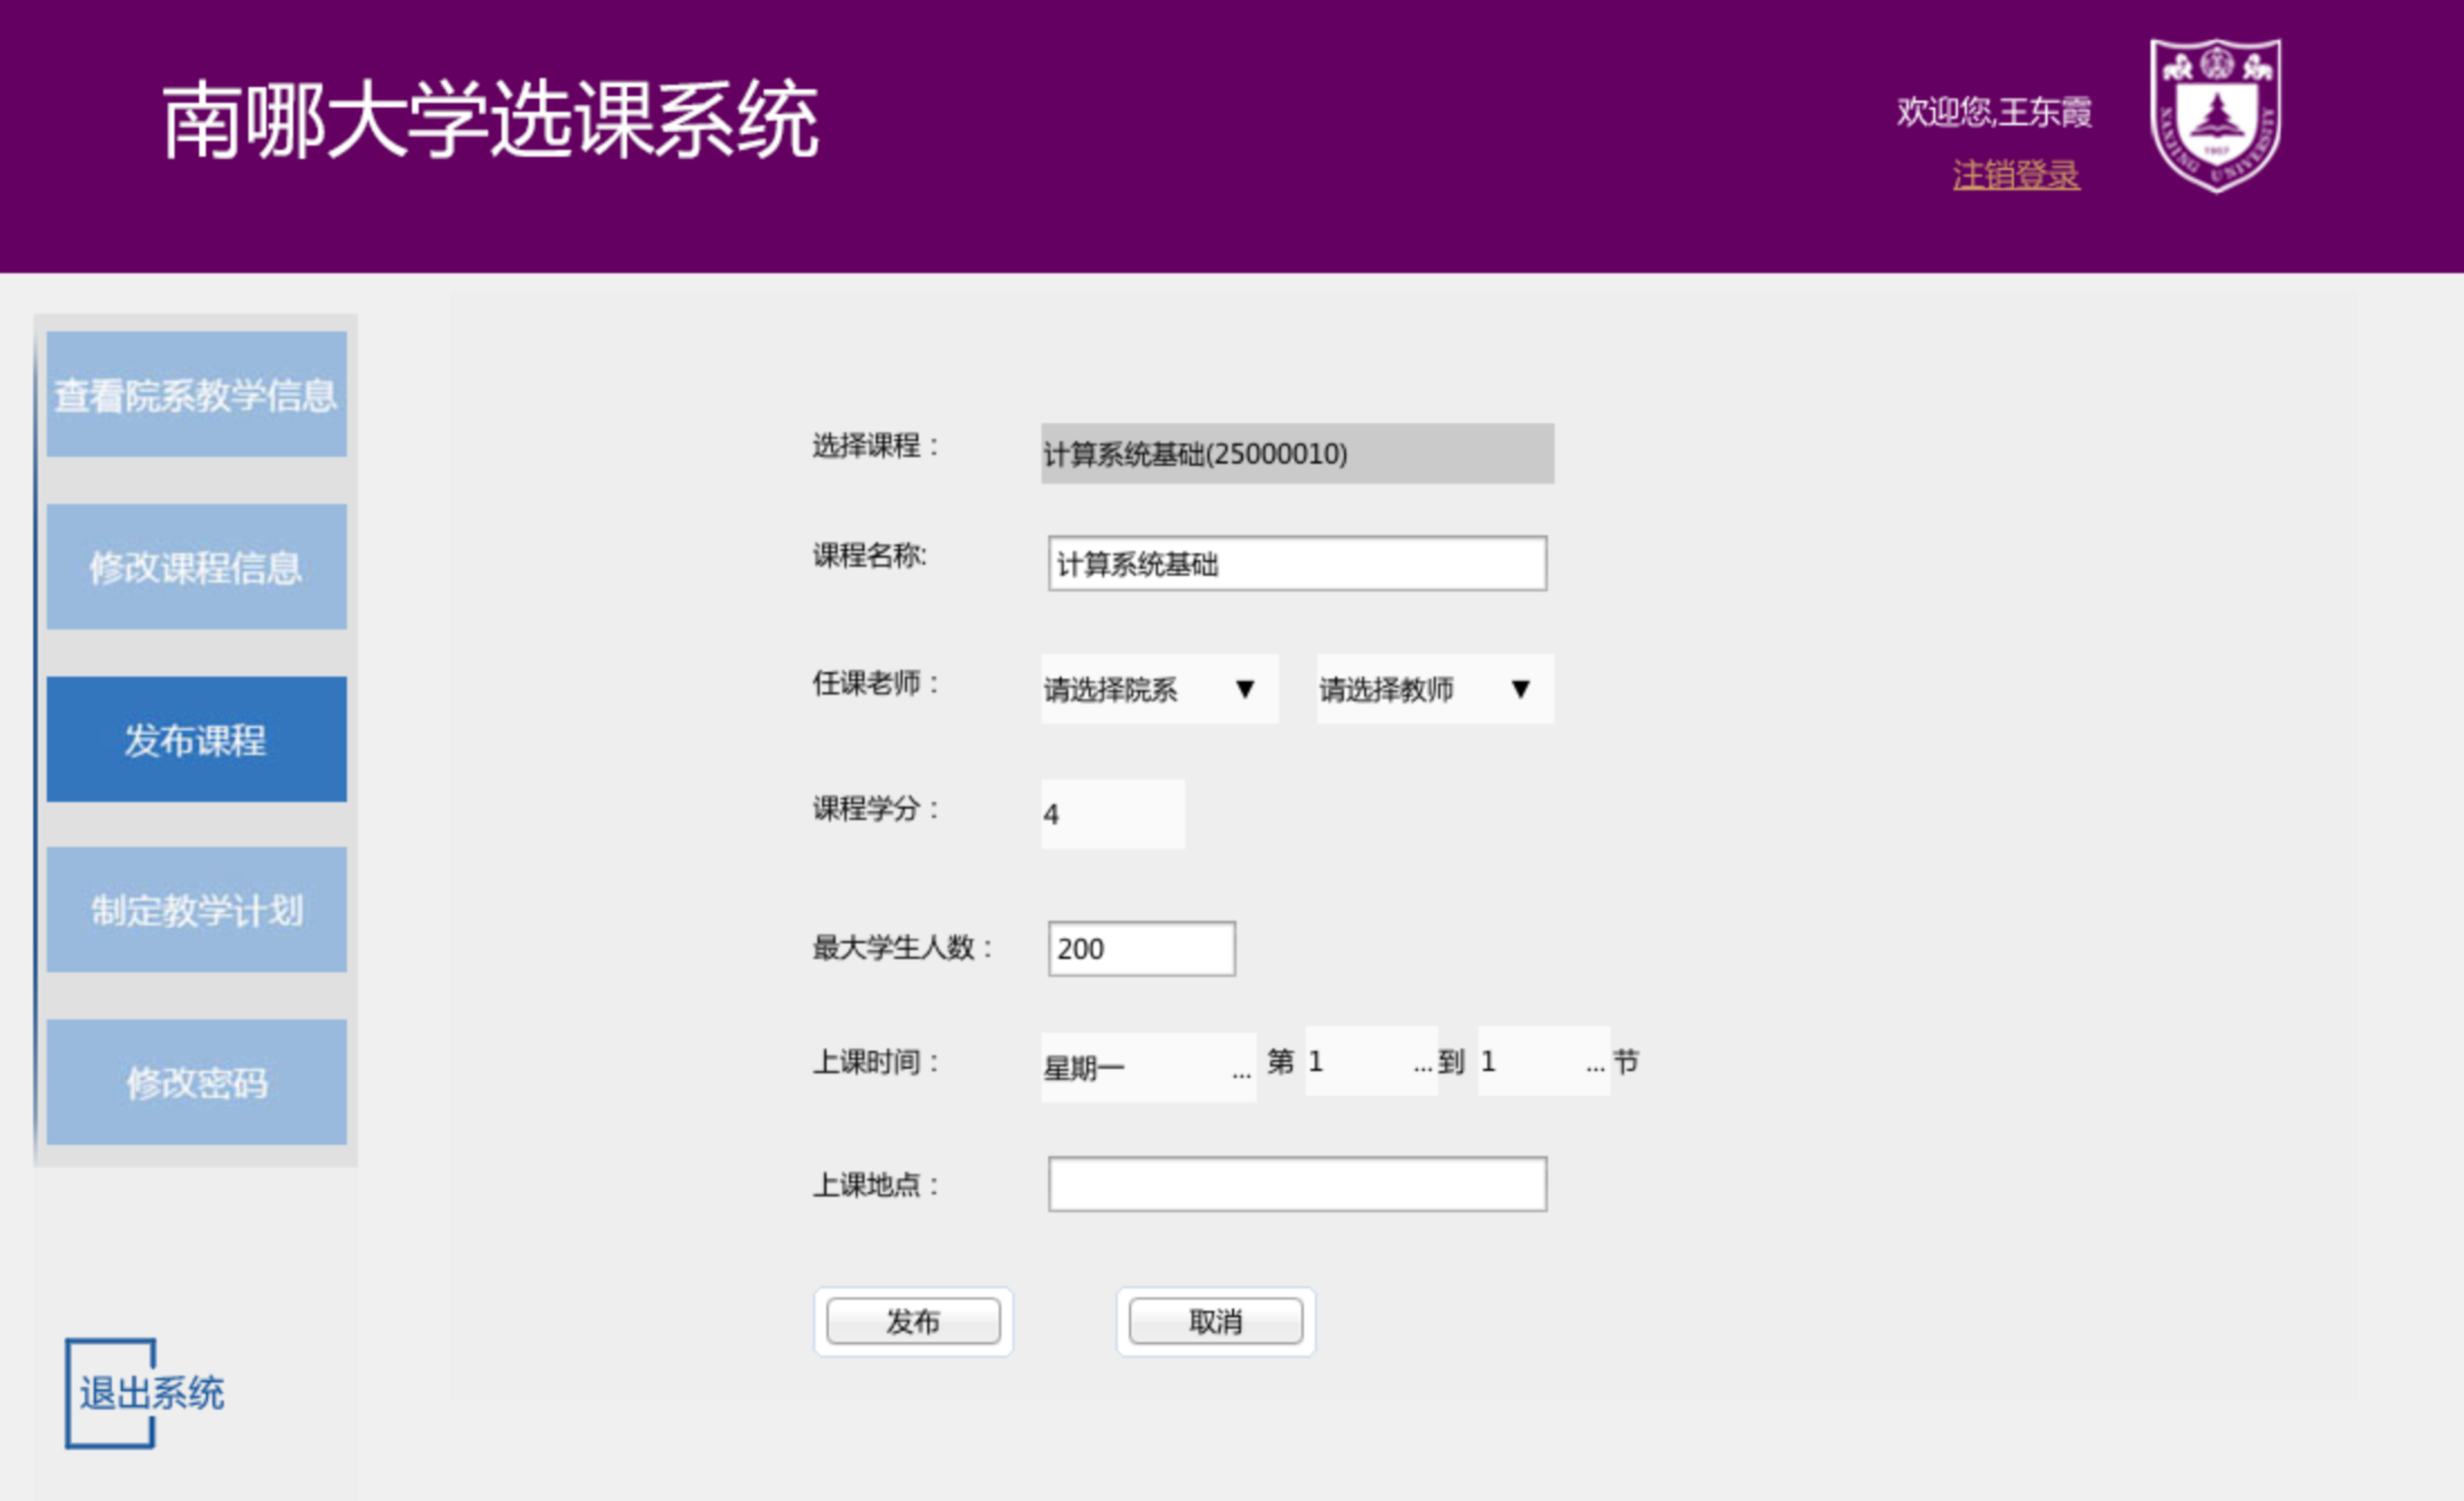 南哪大学选课系统
欢迎您,王东霞
注销登录
NANJING UNIVERSITY
1902
查看院系教学信息
修改课程信息
发布课程
制定教学计划
修改密码
退出系统
选择课程： 计算系统基础(25000010)
课程名称: 计算系统基础
任课老师： 请选择院系 ▼ 请选择教师 ▼
课程学分： 4
最大学生人数： 200
上课时间： 星期一 ... 第 1 ... 到 1 ... 节
上课地点：
发布 取消